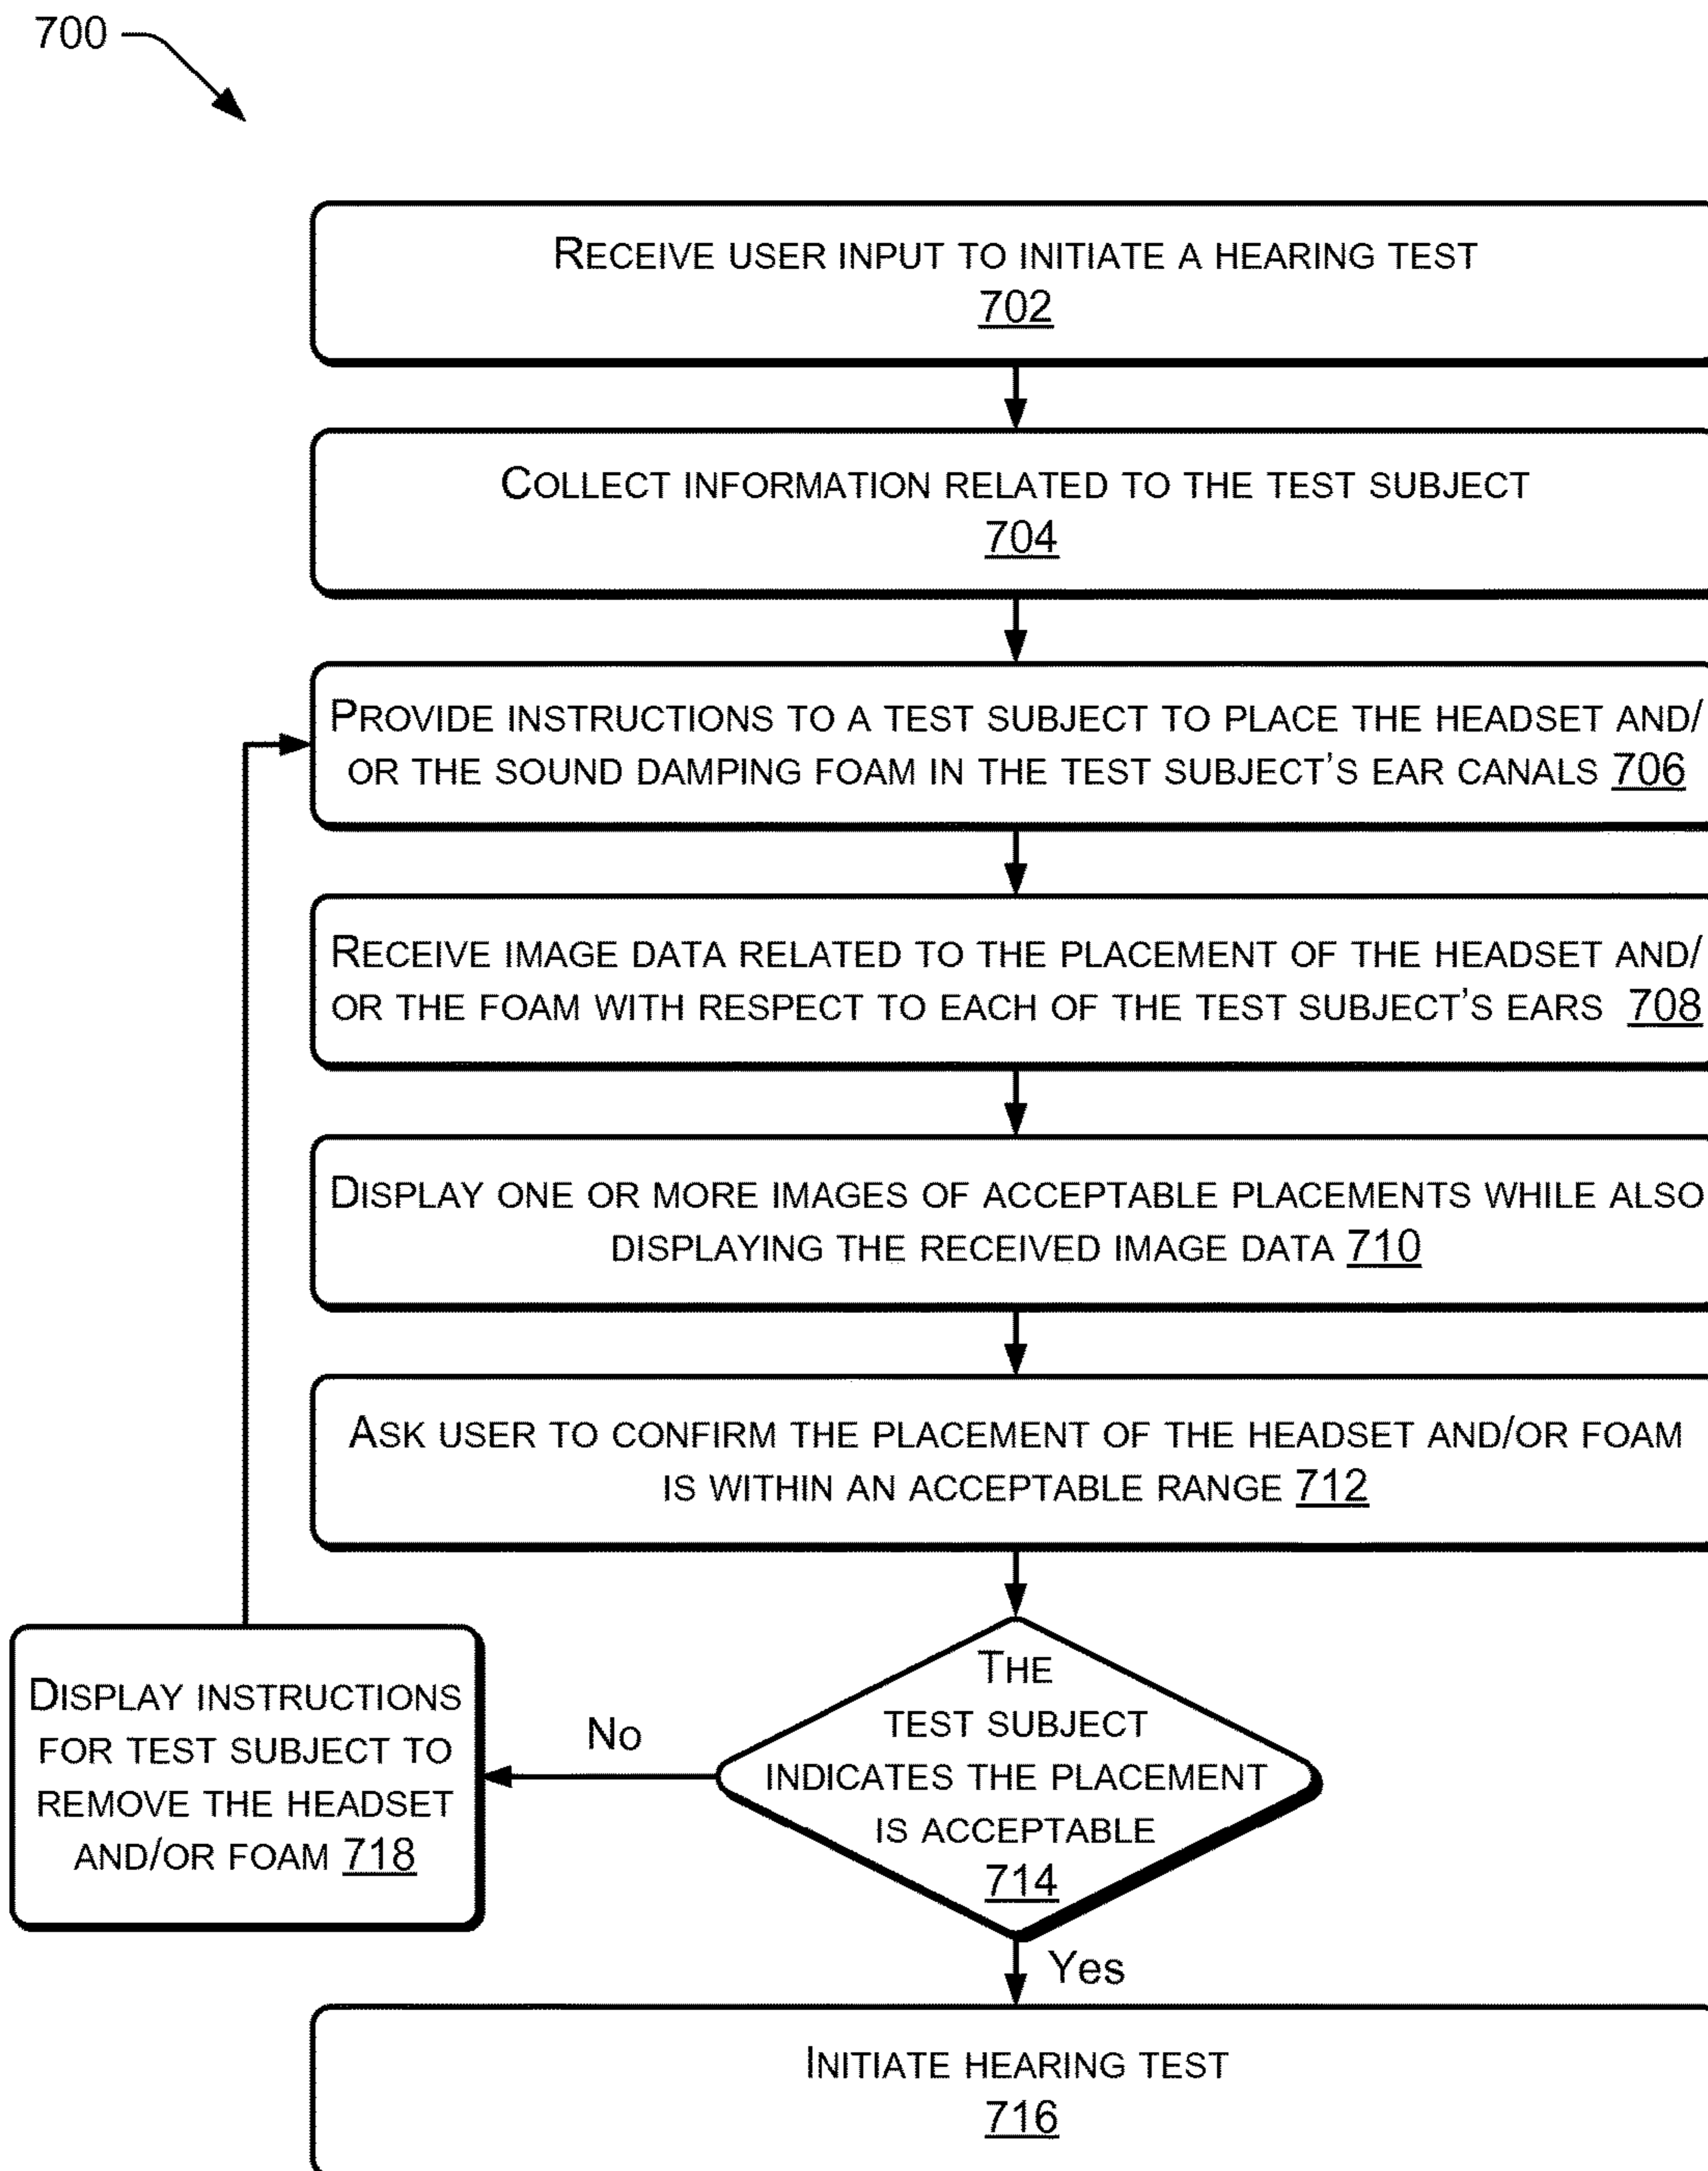 700
RECEIVE USER INPUT TO INITIATE A HEARING TEST
702
COLLECT INFORMATION RELATED TO THE TEST SUBJECT
704
PROVIDE INSTRUCTIONS TO A TEST SUBJECT TO PLACE THE HEADSET AND/
OR THE SOUND DAMPING FOAM IN THE TEST SUBJECT'S EAR CANALS 706
RECEIVE IMAGE DATA RELATED TO THE PLACEMENT OF THE HEADSET AND/
OR THE FOAM WITH RESPECT TO EACH OF THE TEST SUBJECT'S EARS 708
DISPLAY ONE OR MORE IMAGES OF ACCEPTABLE PLACEMENTS WHILE ALSO
DISPLAYING THE RECEIVED IMAGE DATA 710
ASK USER TO CONFIRM THE PLACEMENT OF THE HEADSET AND/OR FOAM
IS WITHIN AN ACCEPTABLE RANGE 712
THE
TEST SUBJECT
INDICATES THE PLACEMENT
IS ACCEPTABLE
714
No
DISPLAY INSTRUCTIONS
FOR TEST SUBJECT TO
REMOVE THE HEADSET
AND/OR FOAM 718
Yes
INITIATE HEARING TEST
716